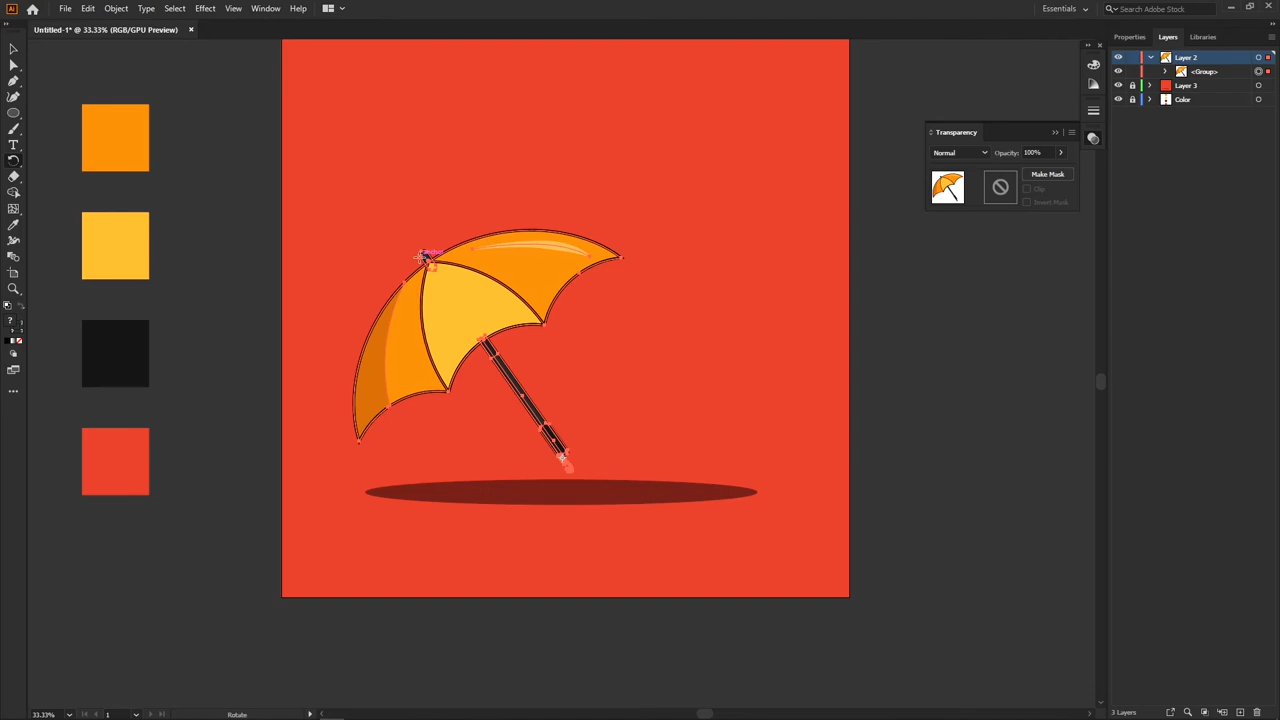 Ai File Edit Object Type Select Effect View Window Help Essentials Search Adobe Stock
Untitled-1* @ 33.33% (RGB/GPU Preview)
Properties Layers Libraries
Layer 2
<Group>
Layer 3
Color
Transparency
Normal Opacity: 100%
Make Mask
Clip
Invert Mask
?
33.33% 1 Rotate 3 Layers